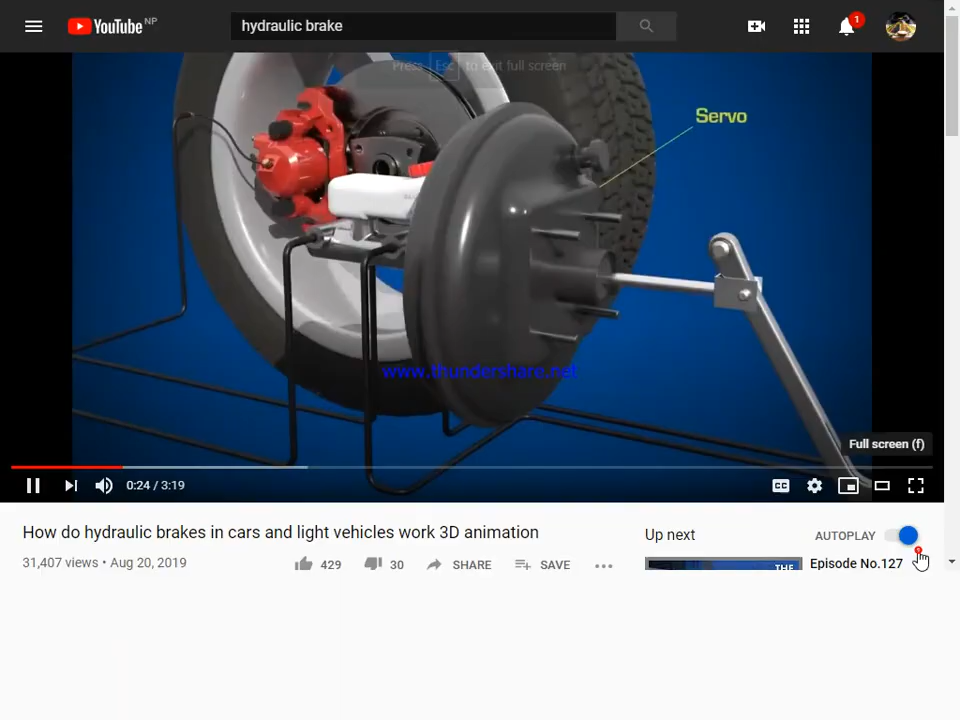 YouTube NP
hydraulic brake
1
Press Esc to exit full screen
Servo
www.thundershare.net
Full screen (f)
0:24 / 3:19
CC
How do hydraulic brakes in cars and light vehicles work 3D animation
31,407 views • Aug 20, 2019
429
30
SHARE
SAVE
Up next
AUTOPLAY
THE
Episode No.127